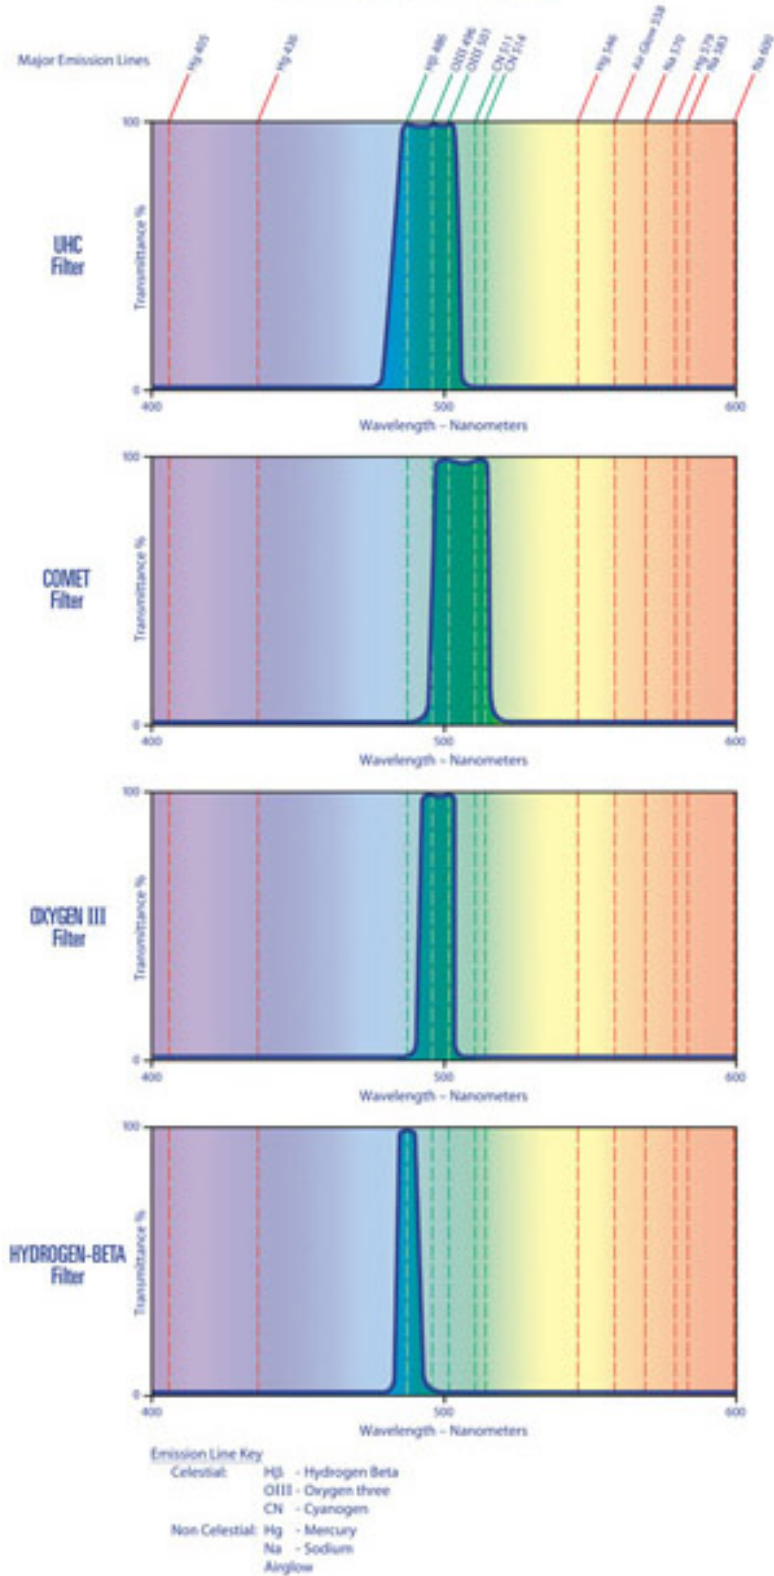 Major Emission Lines
Hg 405
Hg 436
Hβ 486
OIII 496
OIII 501
CN 511
CN 514
Hg 546
Air Glow 558
Na 570
Hg 579
Na 583
Na 600
100
UHC
Filter
Transmittance %
0
400
500
600
Wavelength – Nanometers
100
COMET
Filter
Transmittance %
0
400
500
600
Wavelength – Nanometers
100
OXYGEN III
Filter
Transmittance %
0
400
500
600
Wavelength – Nanometers
100
HYDROGEN-BETA
Filter
Transmittance %
0
400
500
600
Wavelength – Nanometers
Emission Line Key
Celestial: Hβ - Hydrogen Beta
OIII - Oxygen three
CN - Cyanogen
Non Celestial: Hg - Mercury
Na - Sodium
Airglow